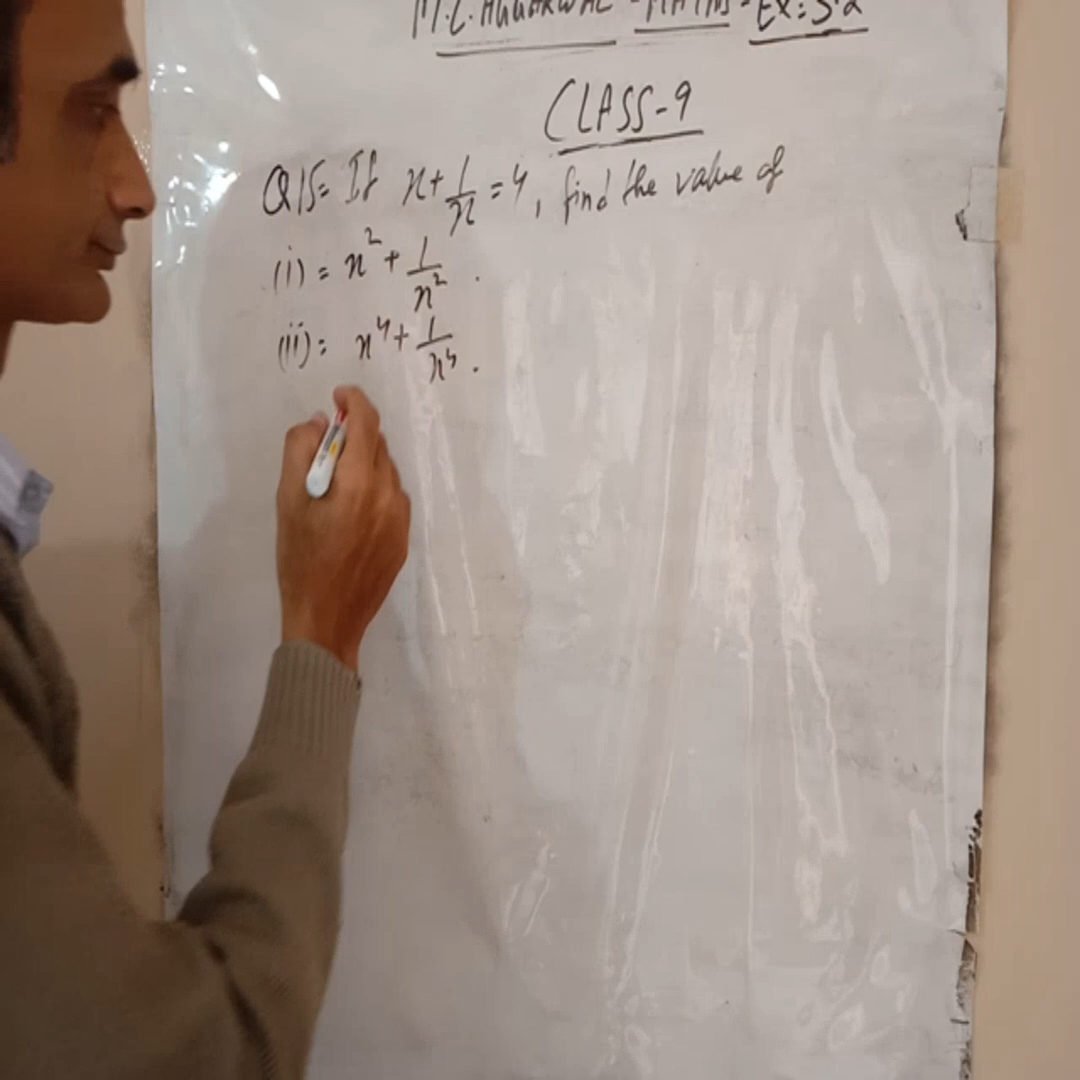 M.L. AGGARWAL - MATHS - Ex: 3.2
CLASS-9
Q15= If x+1/x=4, find the value of
(i) = x²+1/x².
(ii) = x⁴+1/x⁴.